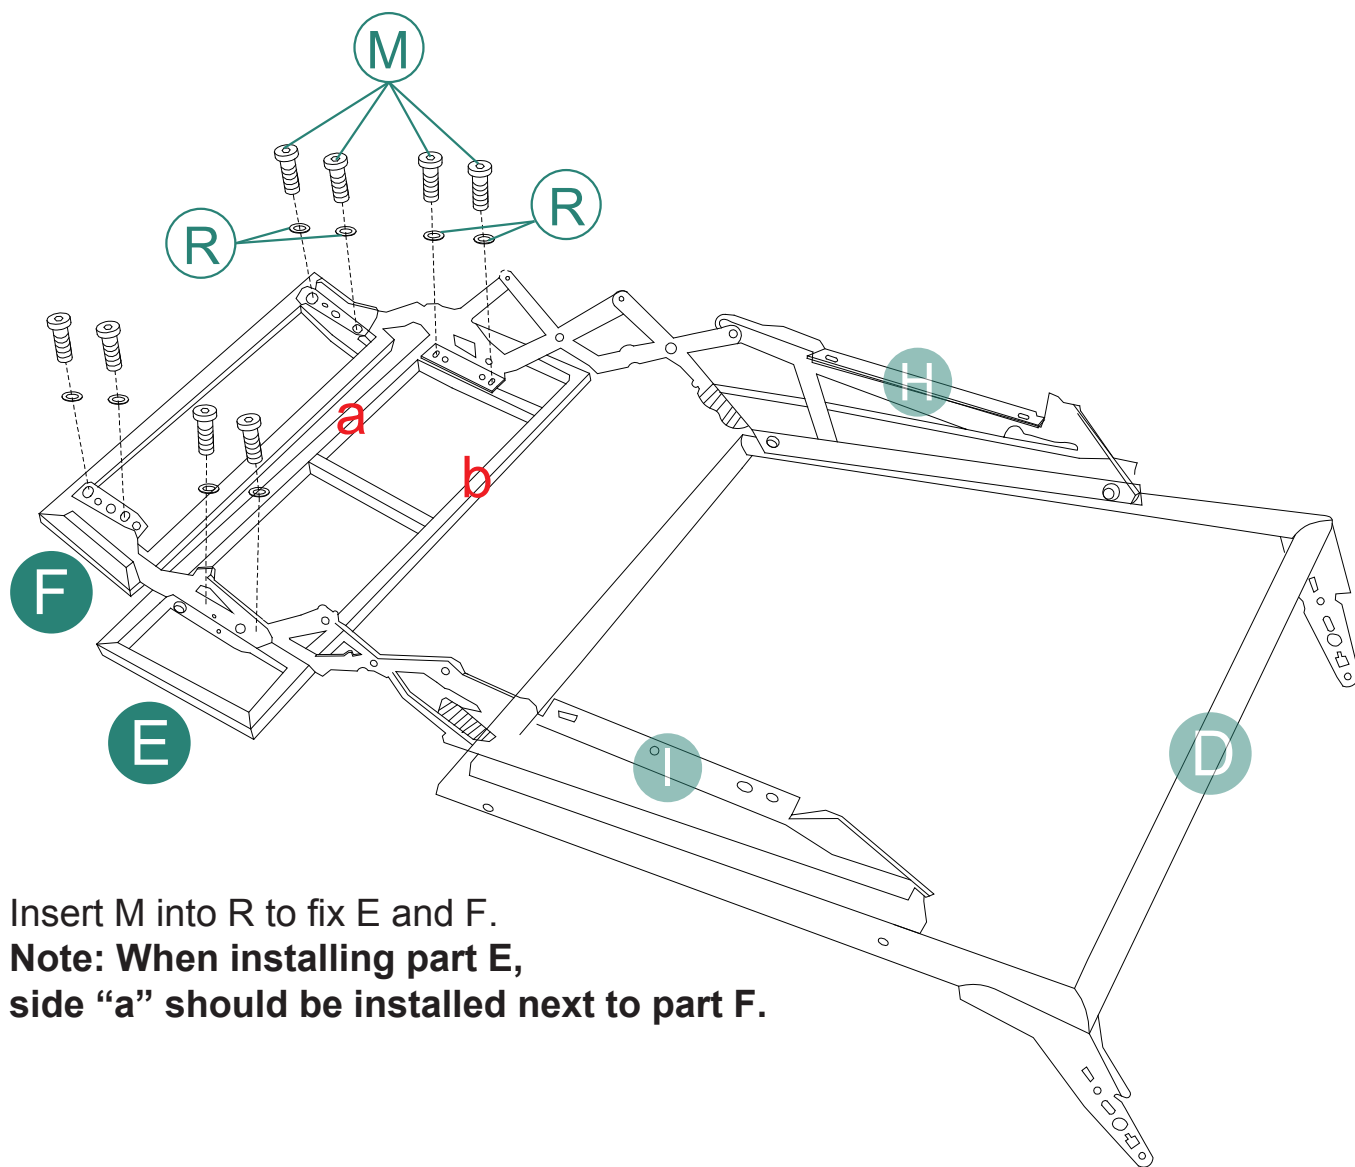 M
R
R
H
a
b
F
E
I
D
Insert M into R to fix E and F.
Note: When installing part E,
side “a” should be installed next to part F.